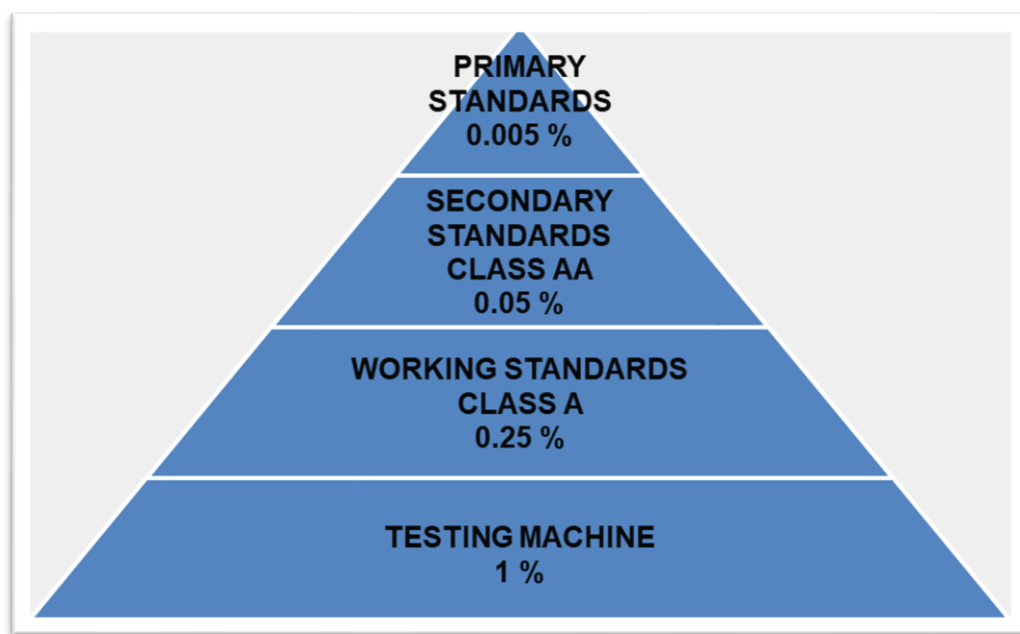 PRIMARY
STANDARDS
0.005 %
SECONDARY
STANDARDS
CLASS AA
0.05 %
WORKING STANDARDS
CLASS A
0.25 %
TESTING MACHINE
1 %